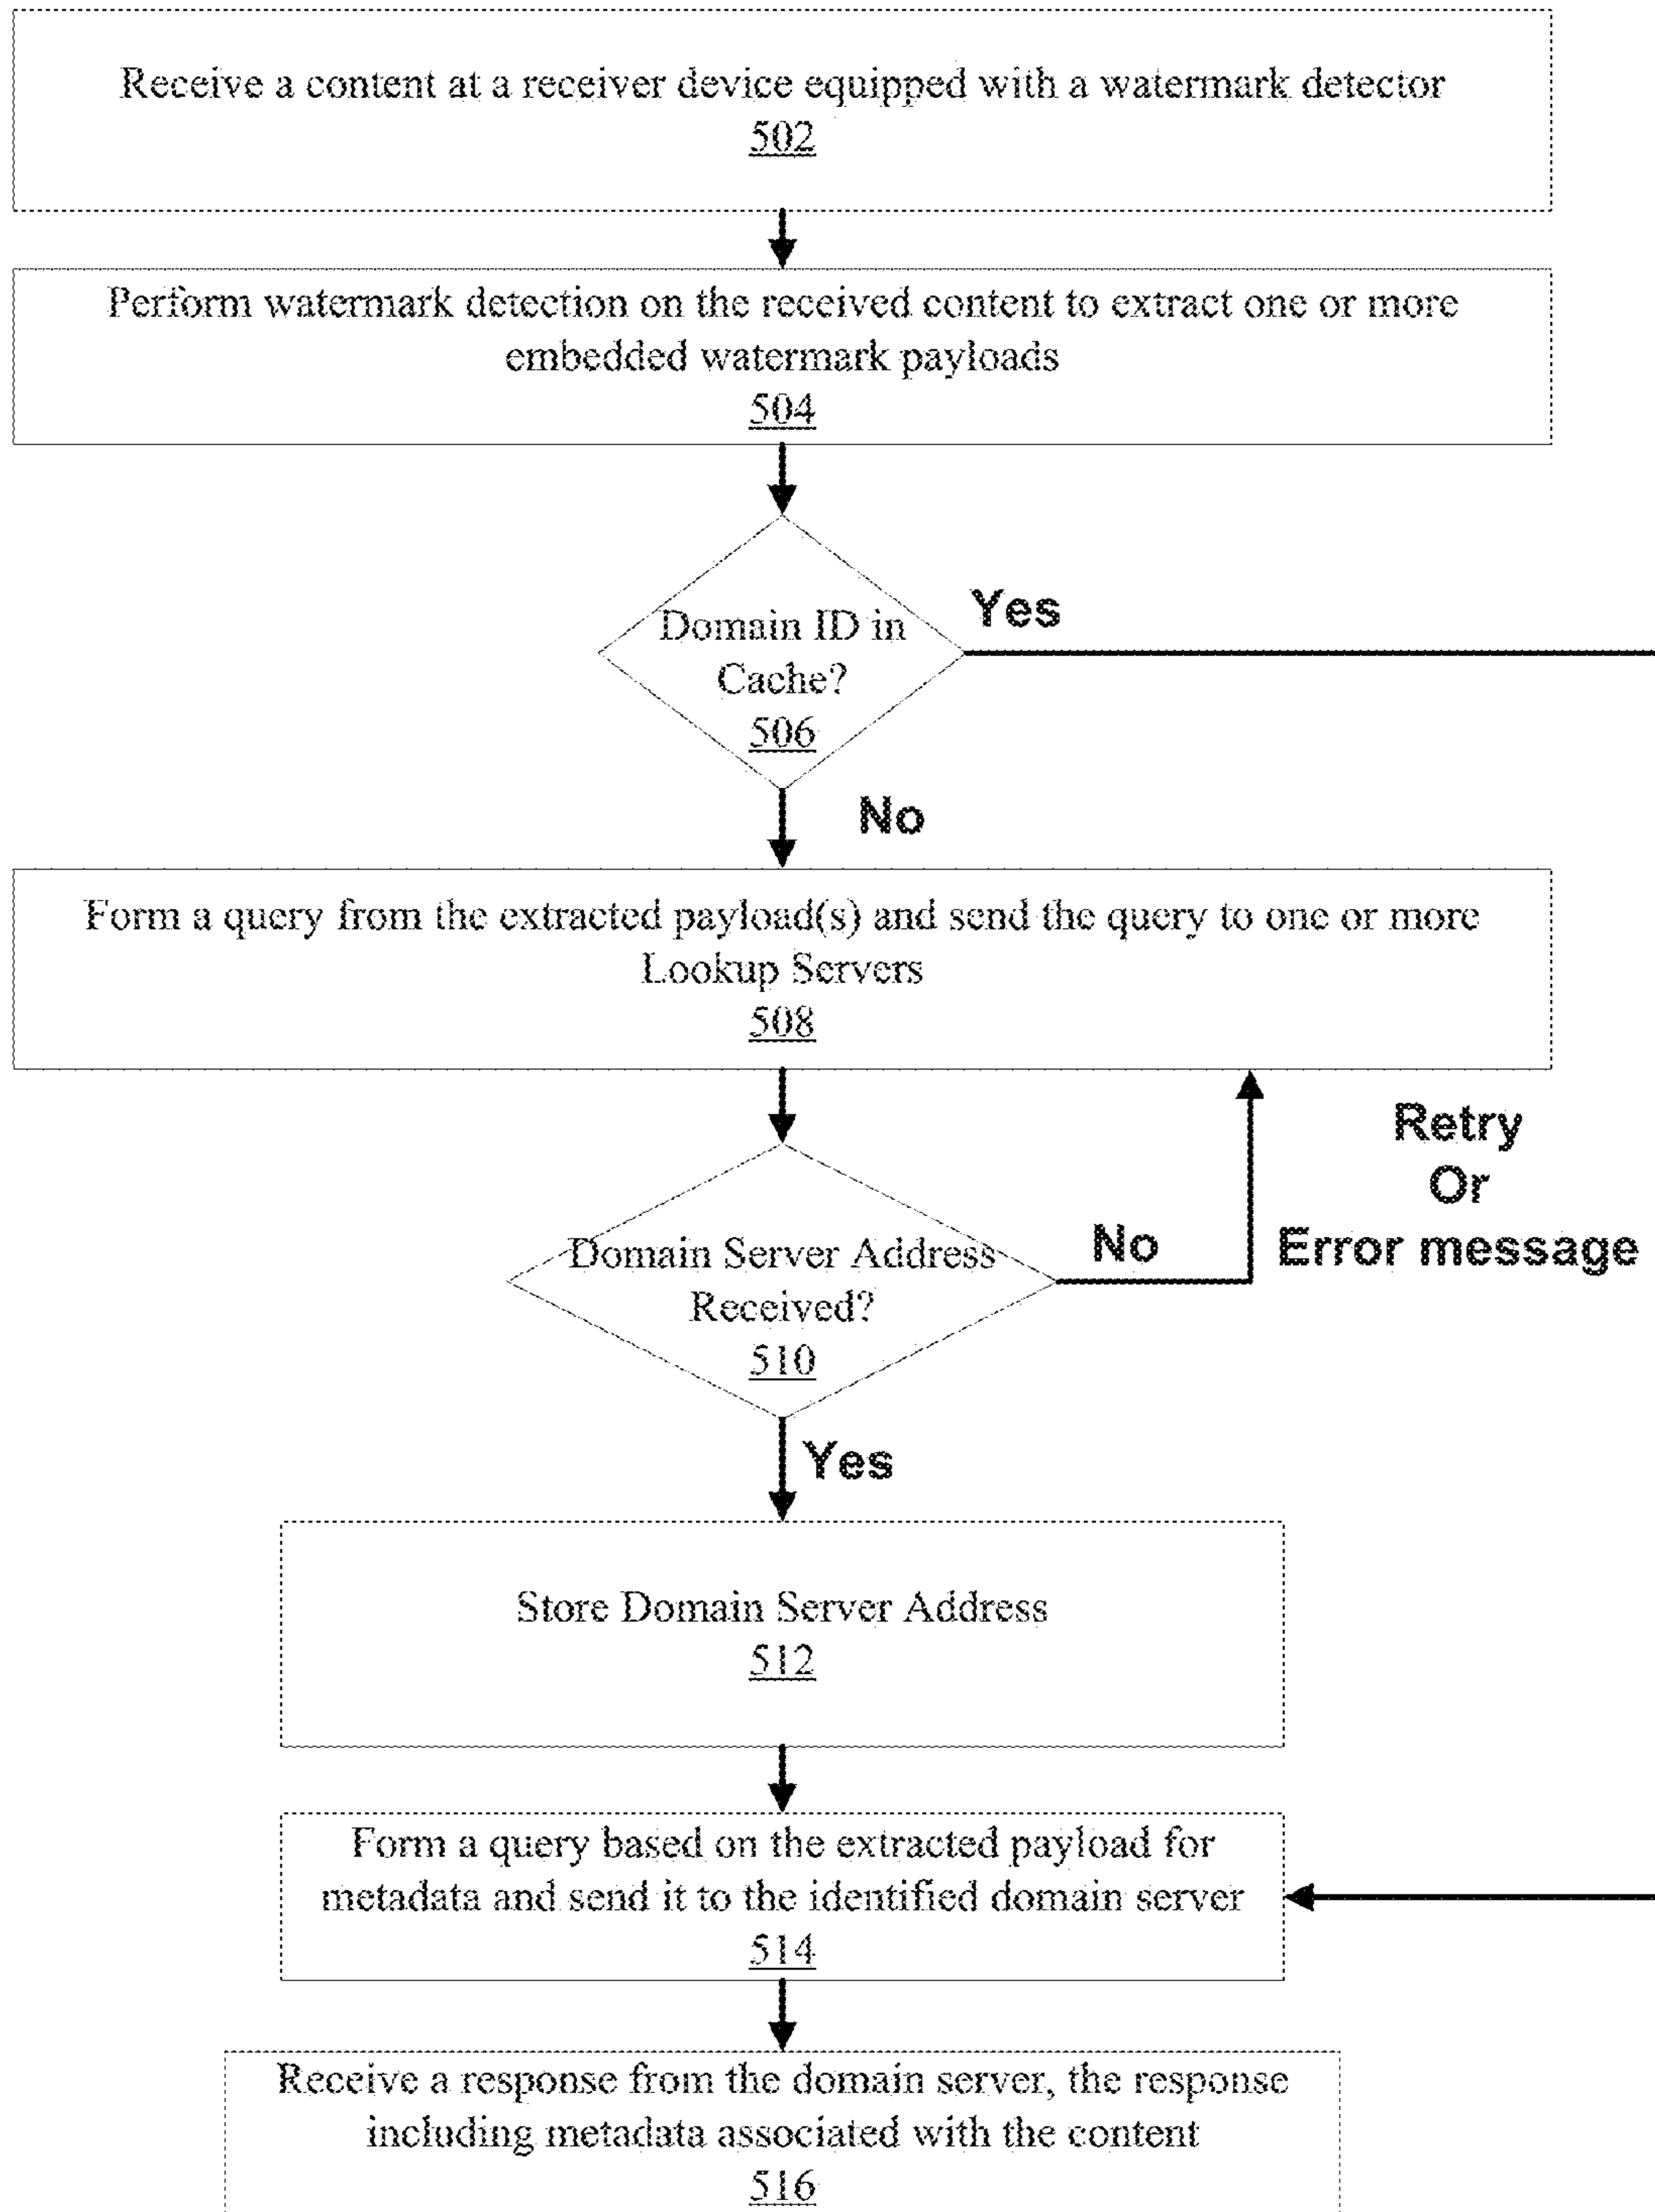 Receive a content at a receiver device equipped with a watermark detector
502
Perform watermark detection on the received content to extract one or more
embedded watermark payloads
504
Domain ID in
Cache?
506
Yes
No
Form a query from the extracted payload(s) and send the query to one or more
Lookup Servers
508
Retry
Or
Error message
Domain Server Address
Received?
510
No
Yes
Store Domain Server Address
512
Form a query based on the extracted payload for
metadata and send it to the identified domain server
514
Receive a response from the domain server, the response
including metadata associated with the content
516